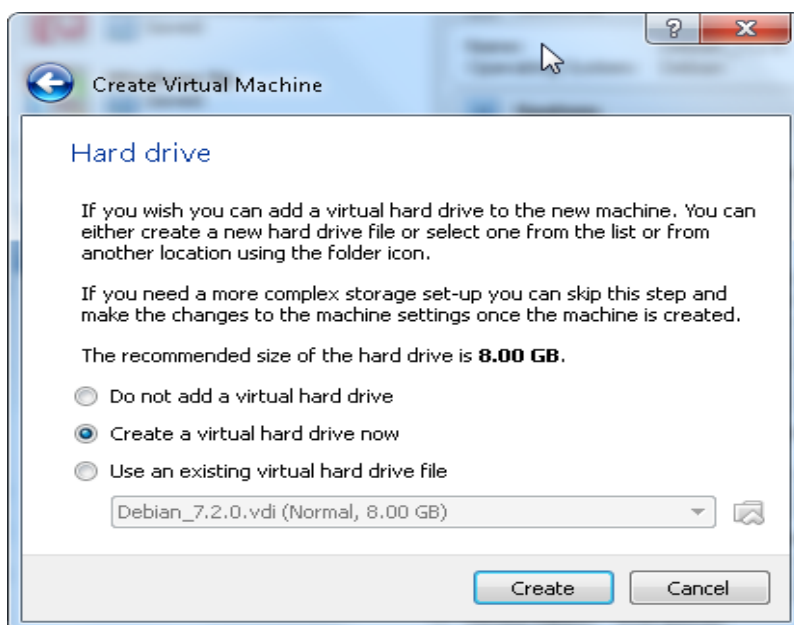 Create Virtual Machine
Hard drive
If you wish you can add a virtual hard drive to the new machine. You can
either create a new hard drive file or select one from the list or from
another location using the folder icon.
If you need a more complex storage set-up you can skip this step and
make the changes to the machine settings once the machine is created.
The recommended size of the hard drive is 8.00 GB.
Do not add a virtual hard drive
Create a virtual hard drive now
Use an existing virtual hard drive file
Debian_7.2.0.vdi (Normal, 8.00 GB)
Create
Cancel